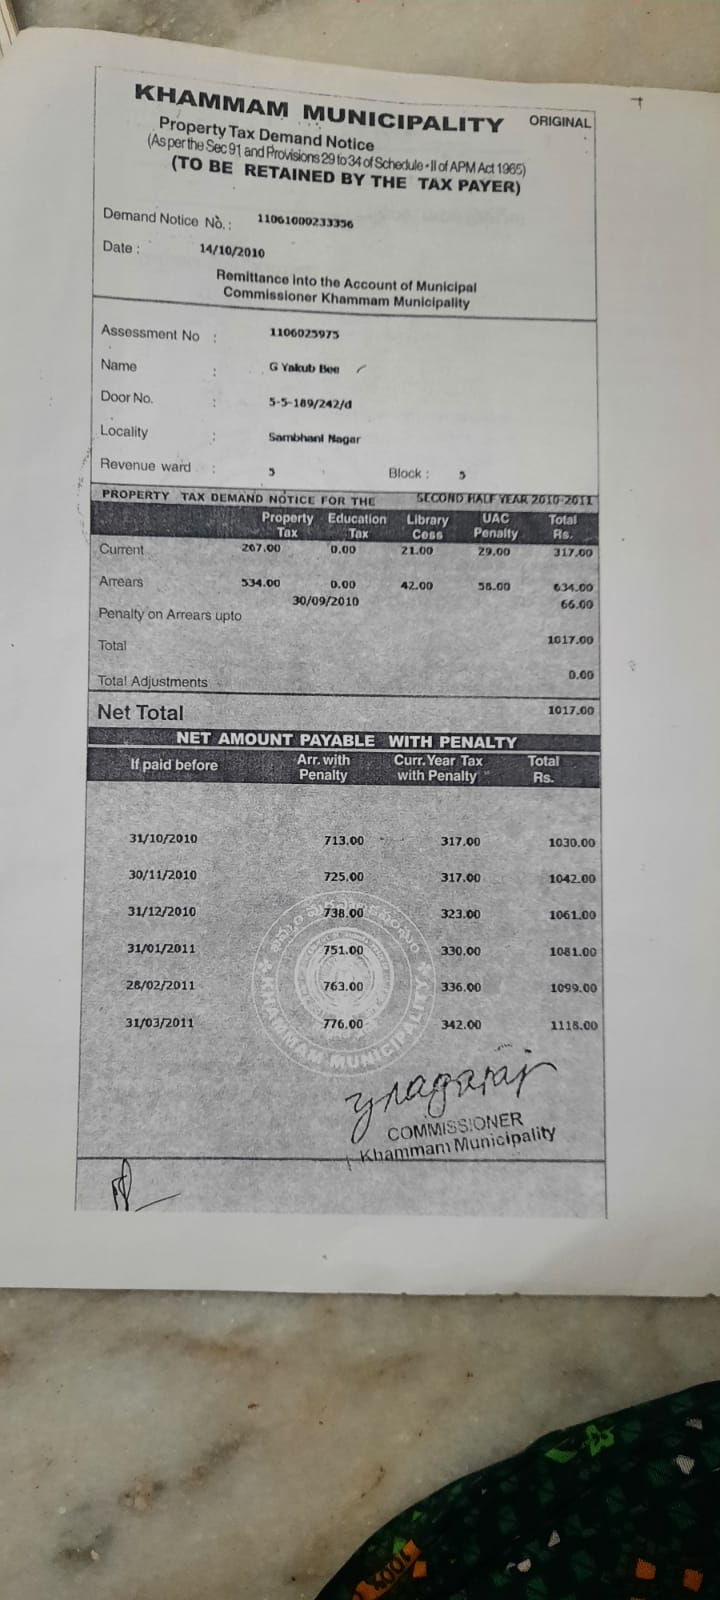 KHAMMAM MUNICIPALITY ORIGINAL
Property Tax Demand Notice
(As per the Sec 91 and Provisions 29 to 34 of Schedule - II of APM Act 1965)
(TO BE RETAINED BY THE TAX PAYER)
Demand Notice No. : 11061000233356
Date : 14/10/2010
Remittance into the Account of Municipal
Commissioner Khammam Municipality
Assessment No : 1106025975
Name : G Yakub Bee
Door No. : 5-5-189/242/d
Locality : Sambhani Nagar
Revenue ward : 5 Block : 5
PROPERTY TAX DEMAND NOTICE FOR THE SECOND HALF YEAR 2010-2011
Property Tax Education Tax Library Cess UAC Penalty Total Rs.
Current 267.00 0.00 21.00 29.00 317.00
Arrears 534.00 0.00 42.00 58.00 634.00
Penalty on Arrears upto 30/09/2010 66.00
Total 1017.00
Total Adjustments 0.00
Net Total 1017.00
NET AMOUNT PAYABLE WITH PENALTY
If paid before Arr. with Penalty Curr. Year Tax with Penalty Total Rs.
31/10/2010 713.00 317.00 1030.00
30/11/2010 725.00 317.00 1042.00
31/12/2010 738.00 323.00 1061.00
31/01/2011 751.00 330.00 1081.00
28/02/2011 763.00 336.00 1099.00
31/03/2011 776.00 342.00 1118.00
KHAMMAM MUNICIPALITY
COMMISSIONER
Khammam Municipality